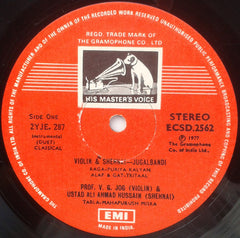 REGD. TRADE MARK OF
THE GRAMOPHONE CO. LTD
HIS MASTER'S VOICE
SIDE ONE
2YJE. 287
Instrumental
(DUET)
CLASSICAL
STEREO
ECSD.2562
℗ 1977
The Gramophone
Co. of India Ltd.
VIOLIN & SHEHNAI-JUGALBANDI
RAGA-PURIYA KALYAN
ALAP & GAT-TRITAAL
PROF. V. G. JOG (VIOLIN) &
USTAD ALI AHMAD HUSSAIN (SHEHNAI)
TABLA-MAHAPURUSH MISRA
EMI
MADE IN INDIA.